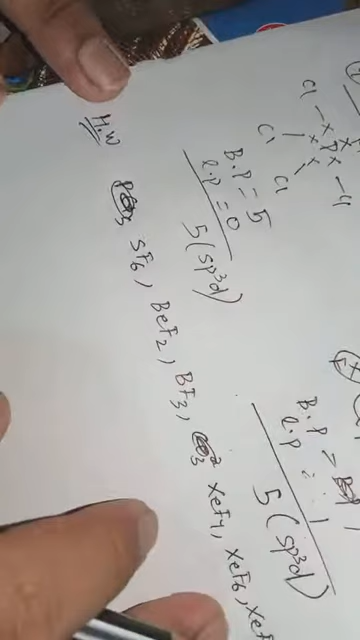 Cl
Cl
Cl
B.P = 5
l.p = 0
5 (sp³d)
H.W
SF6, BeF2, BF3, XeF4, XeF6,
B.P =
l.p = 1
5 (sp³d)